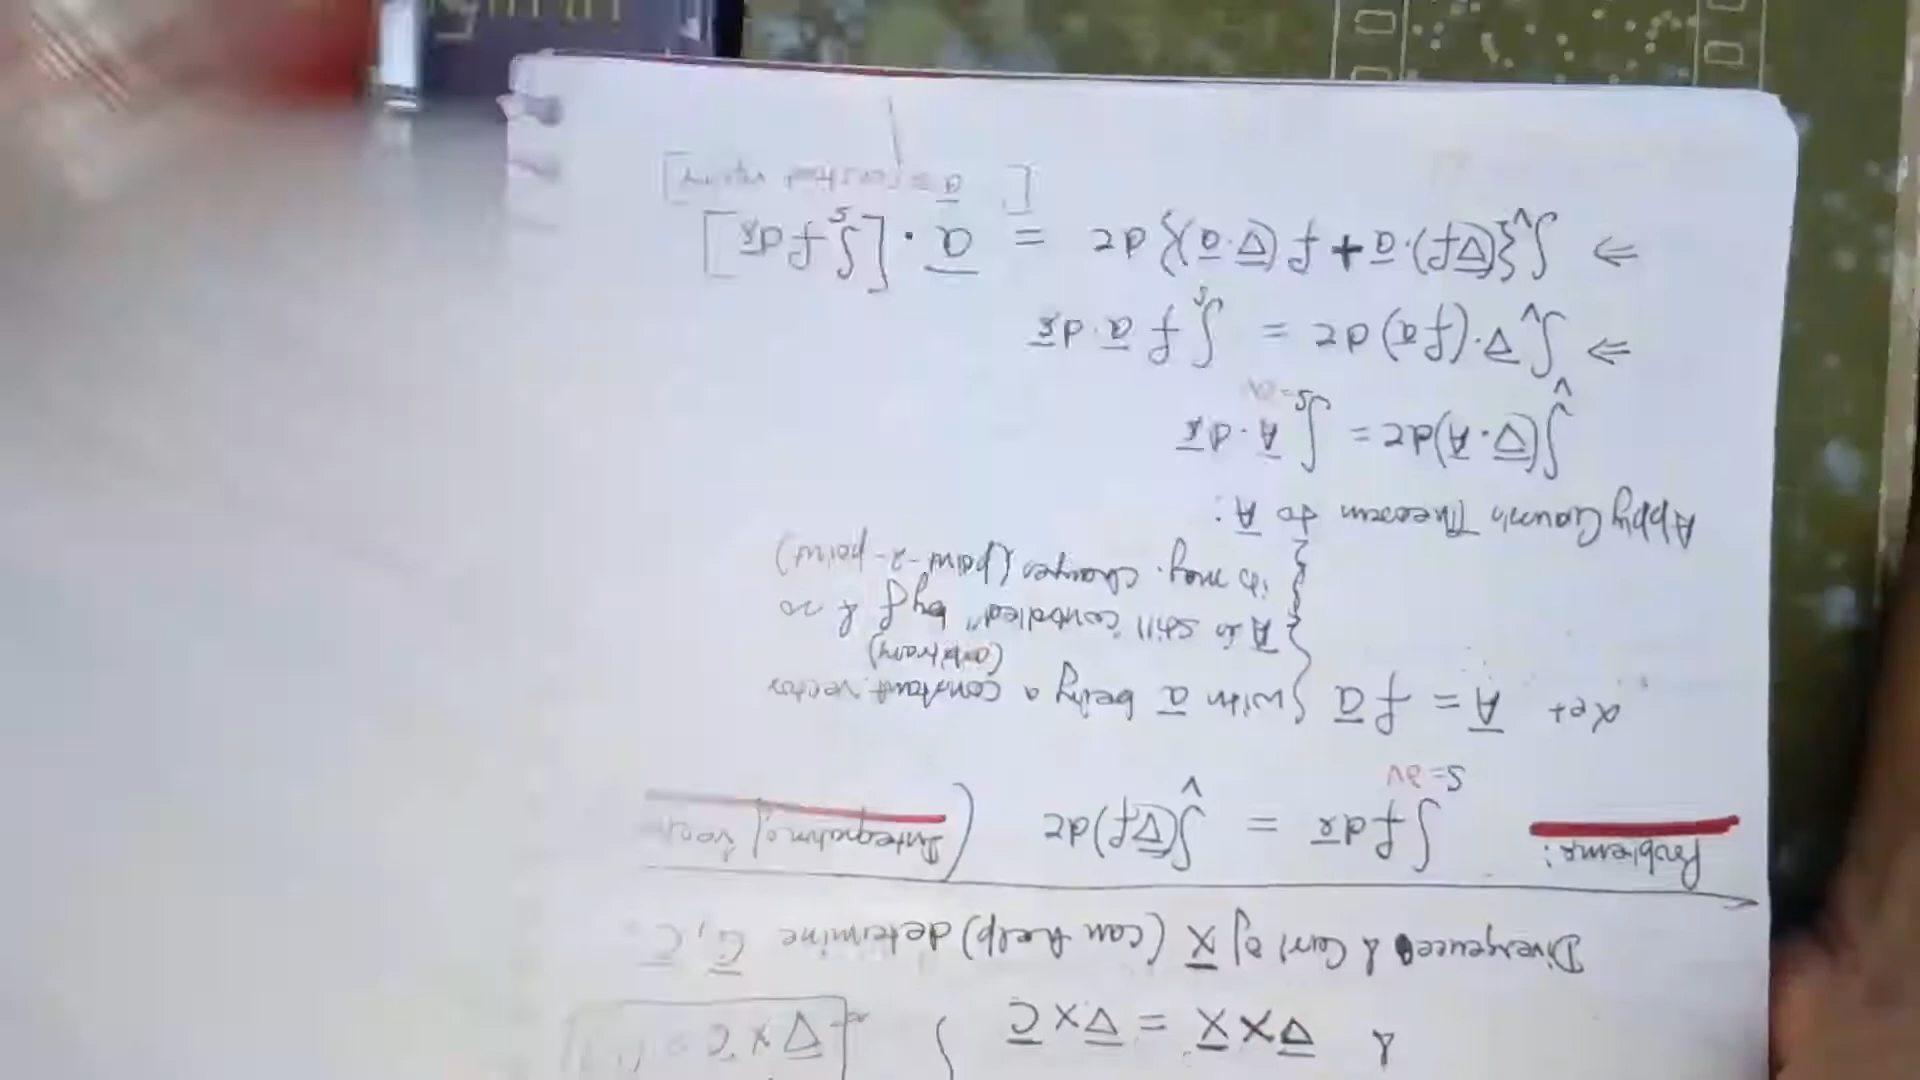 & ∇ × X = ∇ × C
Divergence & Curl of X (can help) determine G, C.
Problems: ∫ f ds = ∫ (∇f) dτ (Integration of
S=∂V V
Let A = f a { with a being a constant vector
(arbitrary)
A is still "controlled" by f & so
its mag. changes (point-2-point)
Apply Gauss's Theorem to A:
∫ (∇·A) dτ = ∫ A · ds
V S=∂V
⇒ ∫ ∇·(f a) dτ = ∫ f a · ds
V S
⇒ ∫ {(∇f)·a + f (∇·a)} dτ = a · [∫ f ds]
V S
[a = constant vector]